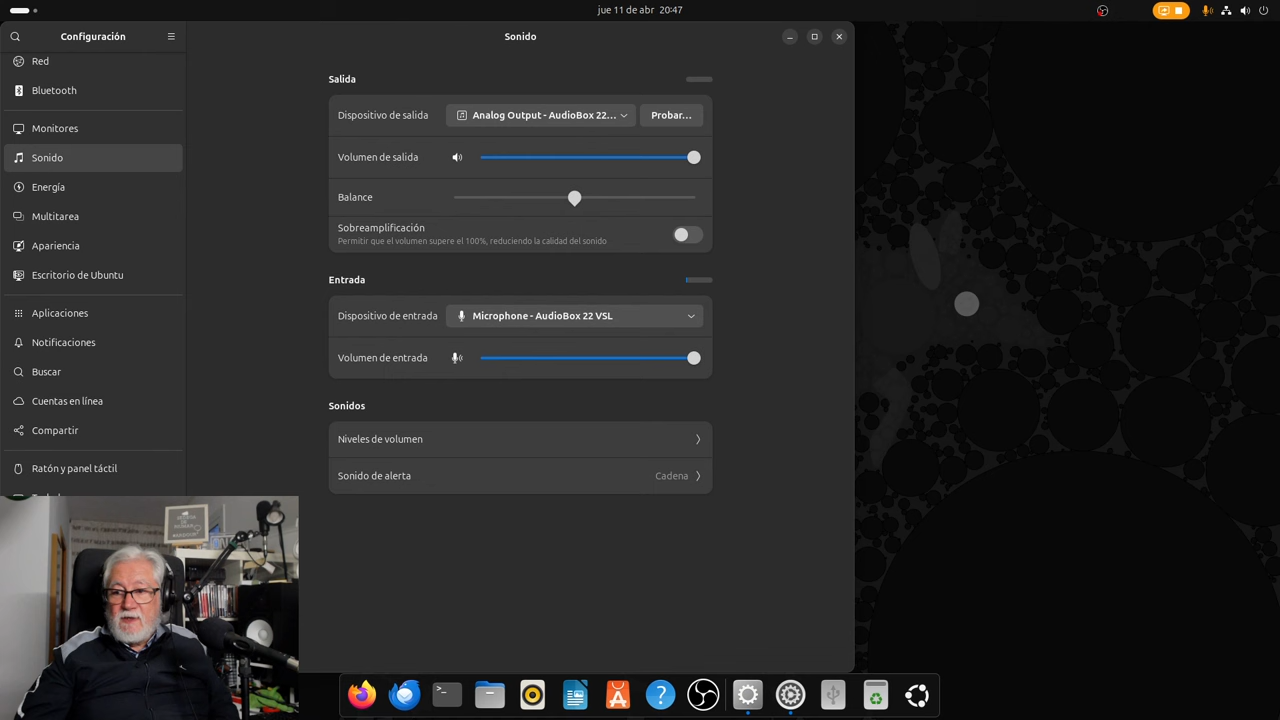 jue 11 de abr 20:47
Configuración
Sonido
Red
Bluetooth
Monitores
Sonido
Energía
Multitarea
Apariencia
Escritorio de Ubuntu
Aplicaciones
Notificaciones
Buscar
Cuentas en línea
Compartir
Ratón y panel táctil
Salida
Dispositivo de salida
Analog Output - AudioBox 22...
Probar...
Volumen de salida
Balance
Sobreamplificación
Permitir que el volumen supere el 100%, reduciendo la calidad del sonido
Entrada
Dispositivo de entrada
Microphone - AudioBox 22 VSL
Volumen de entrada
Sonidos
Niveles de volumen
Sonido de alerta
Cadena